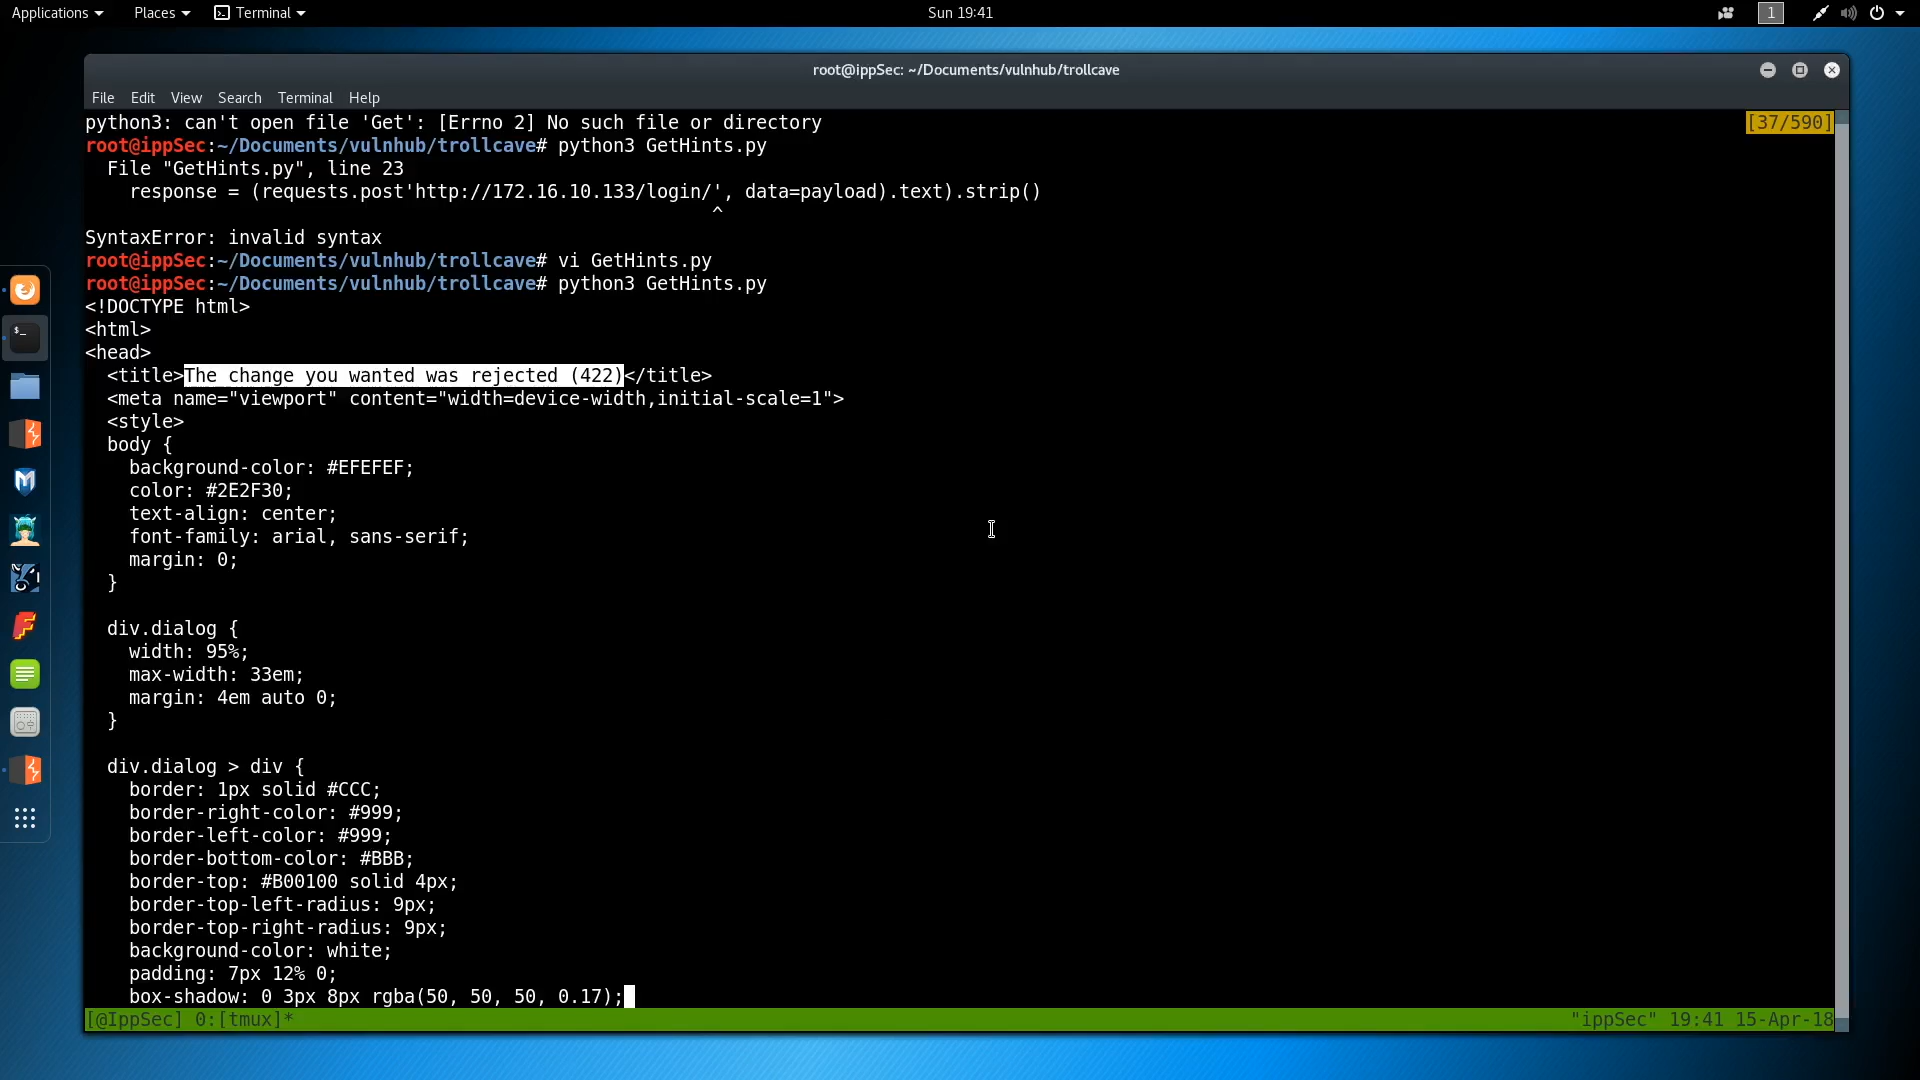 Applications Places Terminal Sun 19:41 1
root@ippSec: ~/Documents/vulnhub/trollcave
File Edit View Search Terminal Help
python3: can't open file 'Get': [Errno 2] No such file or directory [37/590]
root@ippSec:~/Documents/vulnhub/trollcave# python3 GetHints.py
  File "GetHints.py", line 23
    response = (requests.post'http://172.16.10.133/login/', data=payload).text).strip()
                                                         ^
SyntaxError: invalid syntax
root@ippSec:~/Documents/vulnhub/trollcave# vi GetHints.py
root@ippSec:~/Documents/vulnhub/trollcave# python3 GetHints.py
<!DOCTYPE html>
<html>
<head>
  <title>The change you wanted was rejected (422)</title>
  <meta name="viewport" content="width=device-width,initial-scale=1">
  <style>
  body {
    background-color: #EFEFEF;
    color: #2E2F30;
    text-align: center;
    font-family: arial, sans-serif;
    margin: 0;
  }

  div.dialog {
    width: 95%;
    max-width: 33em;
    margin: 4em auto 0;
  }

  div.dialog > div {
    border: 1px solid #CCC;
    border-right-color: #999;
    border-left-color: #999;
    border-bottom-color: #BBB;
    border-top: #B00100 solid 4px;
    border-top-left-radius: 9px;
    border-top-right-radius: 9px;
    background-color: white;
    padding: 7px 12% 0;
    box-shadow: 0 3px 8px rgba(50, 50, 50, 0.17);
[@IppSec] 0:[tmux]* "ippSec" 19:41 15-Apr-18